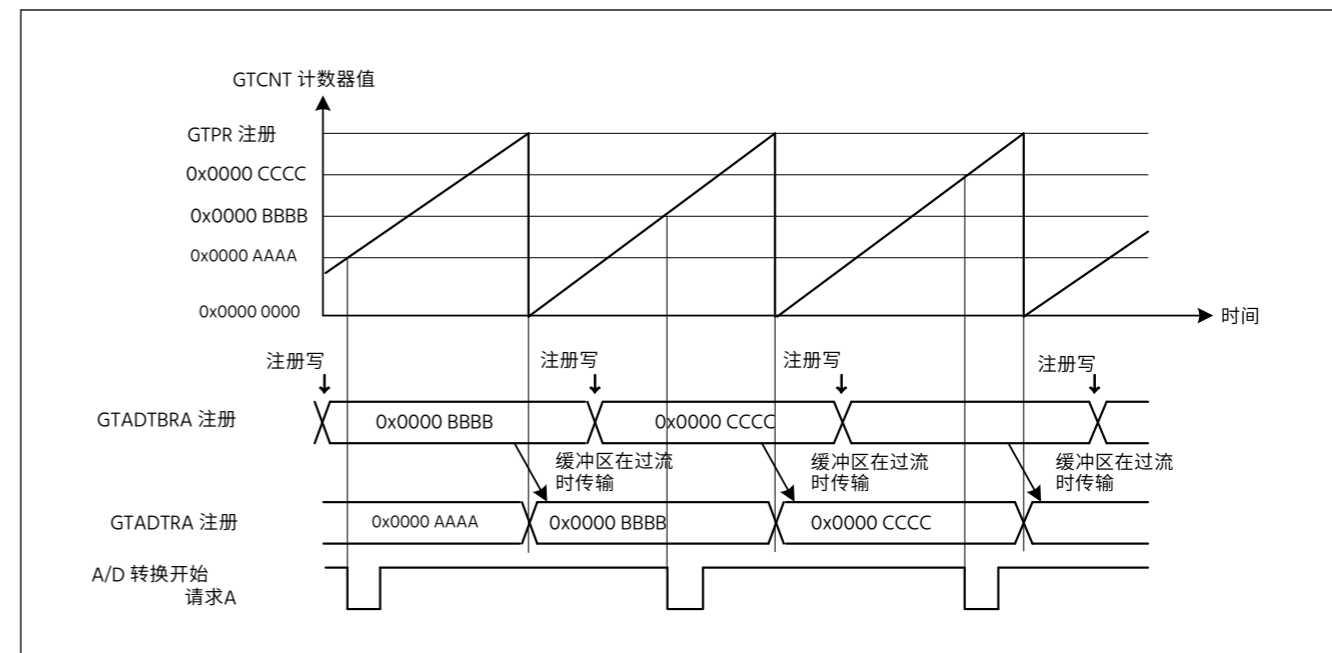 GTCNT 计数器值
GTPR 注册
0x0000 CCCC
0x0000 BBBB
0x0000 AAAA
0x0000 0000
时间
注册写
注册写
注册写
注册写
GTADTBRA 注册
0x0000 BBBB
0x0000 CCCC
缓冲区在过流
时传输
缓冲区在过流
时传输
缓冲区在过流
时传输
GTADTRA 注册
0x0000 AAAA
0x0000 BBBB
0x0000 CCCC
A/D 转换开始
请求A